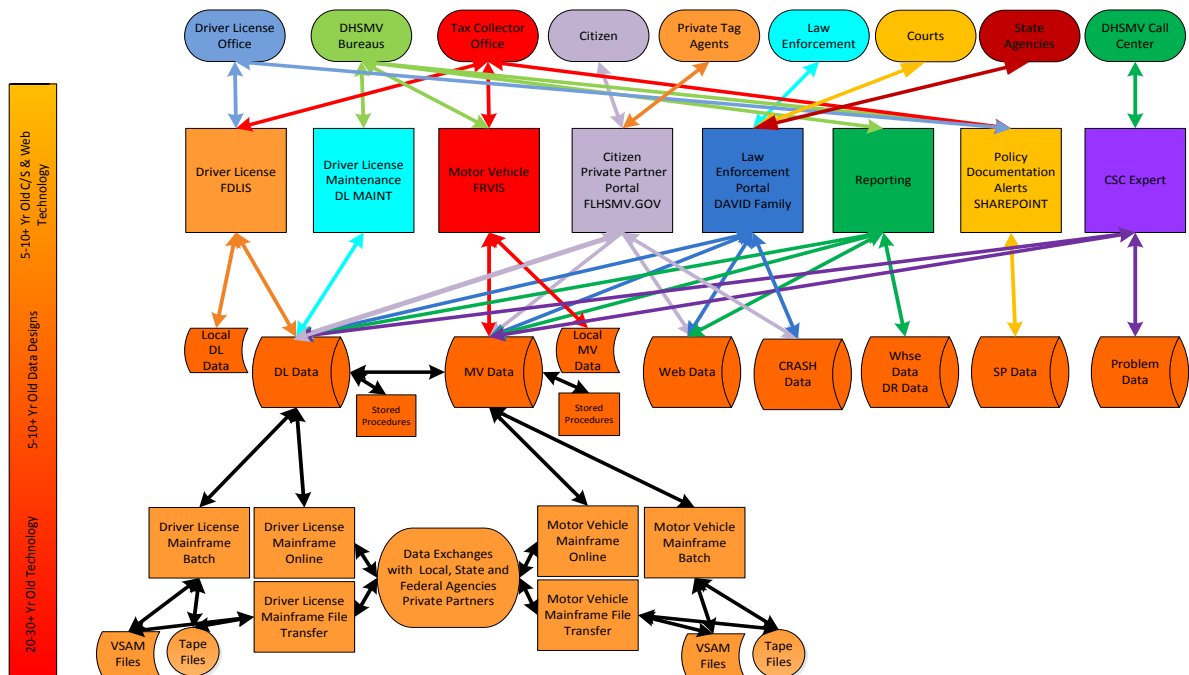 Driver License
Office
DHSMV
Bureaus
Tax Collector
Office
Citizen
Private Tag
Agents
Law
Enforcement
Courts
State
Agencies
DHSMV Call
Center
5-10+ Yr Old C/S & Web
Technology
Driver License
FDLIS
Driver License
Maintenance
DL MAINT
Motor Vehicle
FRVIS
Citizen
Private Partner
Portal
FLHSMV.GOV
Law
Enforcement
Portal
DAVID Family
Reporting
Policy
Documentation
Alerts
SHAREPOINT
CSC Expert
5-10+ Yr Old Data Designs
Local
DL
Data
DL Data
Stored
Procedures
MV Data
Local
MV
Data
Stored
Procedures
Web Data
CRASH
Data
Whse
Data
DR Data
SP Data
Problem
Data
20-30+ Yr Old Technology
Driver License
Mainframe
Batch
Driver License
Mainframe
Online
Data Exchanges
with  Local, State and
Federal Agencies
Private Partners
Motor Vehicle
Mainframe
Online
Motor Vehicle
Mainframe
Batch
Driver License
Mainframe File
Transfer
Motor Vehicle
Mainframe File
Transfer
VSAM
Files
Tape
Files
VSAM
Files
Tape
Files